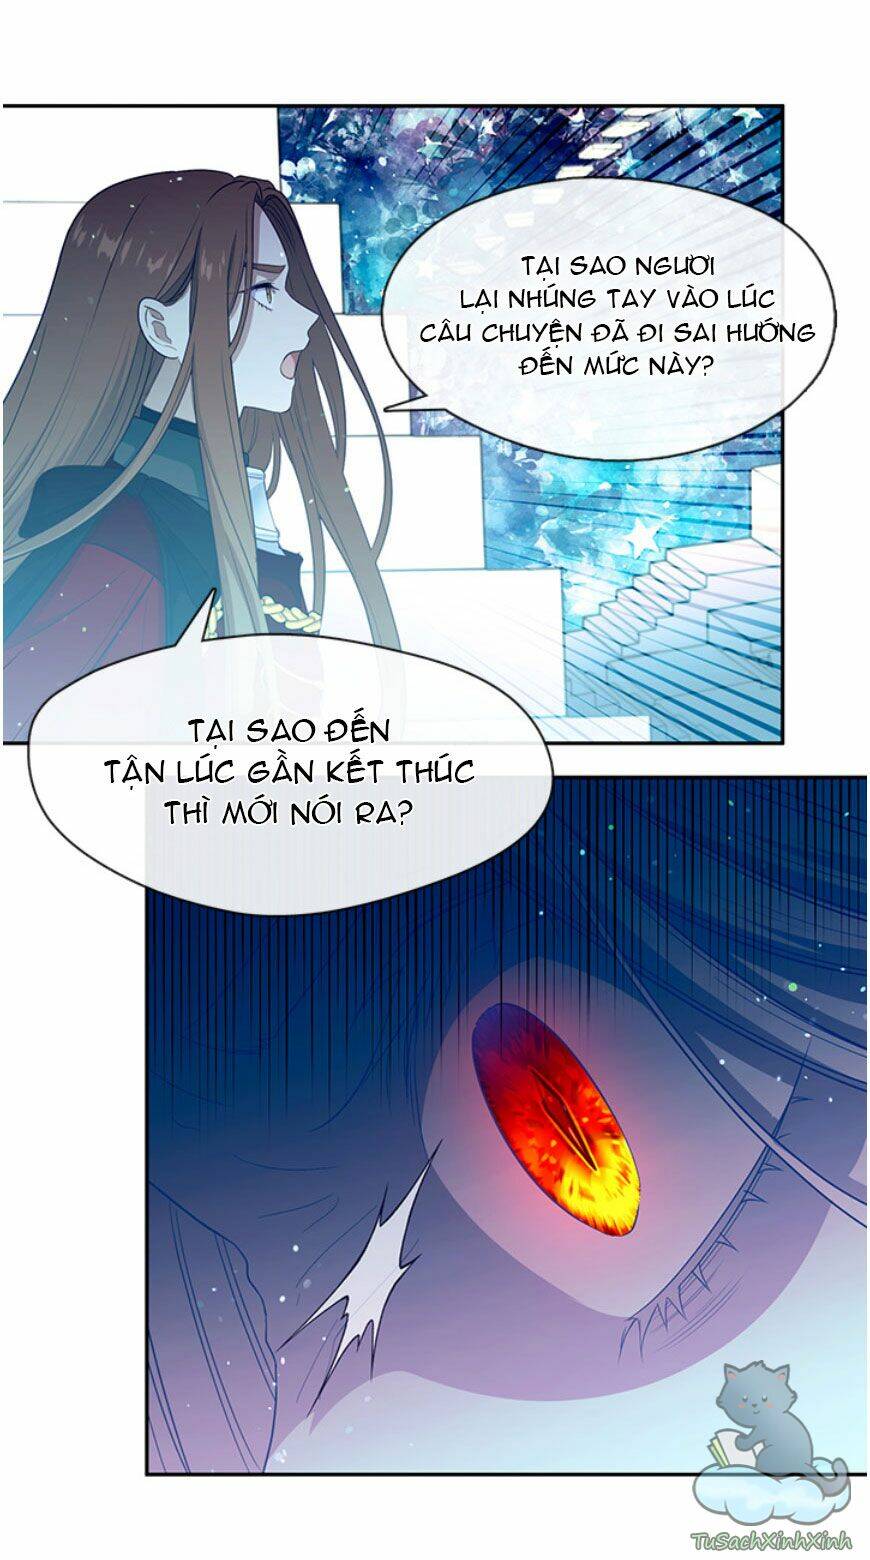 TẠI SAO NGƯƠI
LẠI NHÚNG TAY VÀO LÚC
CÂU CHUYỆN ĐÃ ĐI SAI HƯỚNG
ĐẾN MỨC NÀY?
TẠI SAO ĐẾN
TẬN LÚC GẦN KẾT THÚC
THÌ MỚI NÓI RA?
TuSachXinhXinh